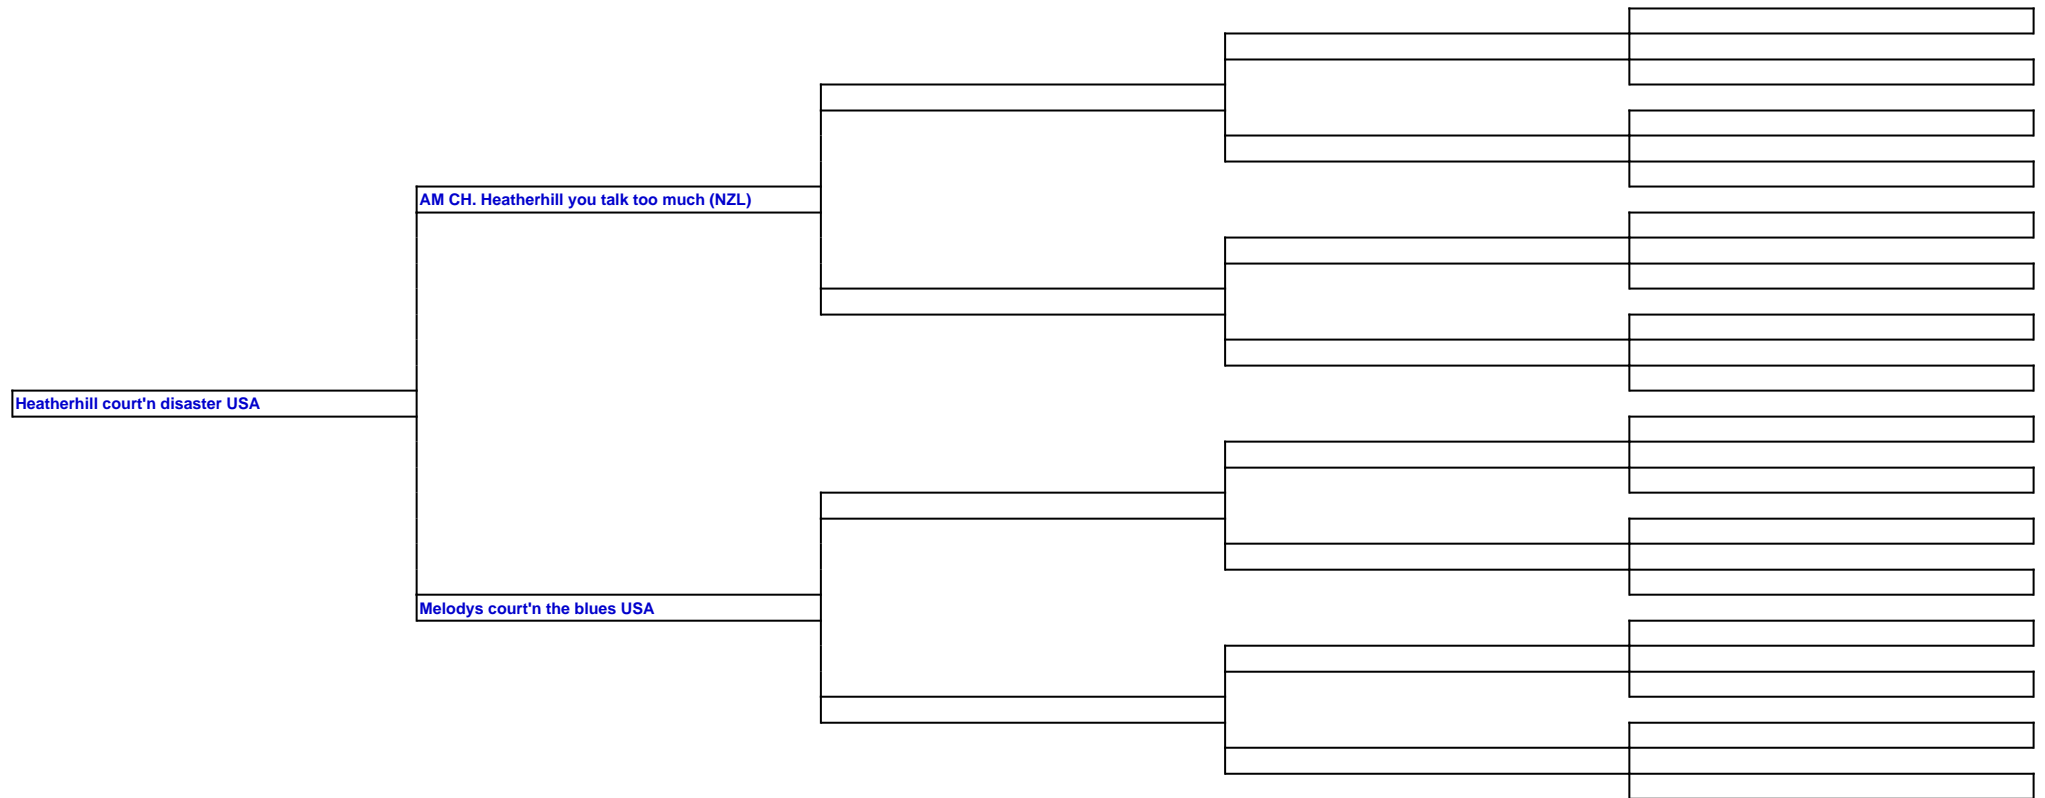 AM CH. Heatherhill you talk too much (NZL)
Heatherhill court'n disaster USA
Melodys court'n the blues USA